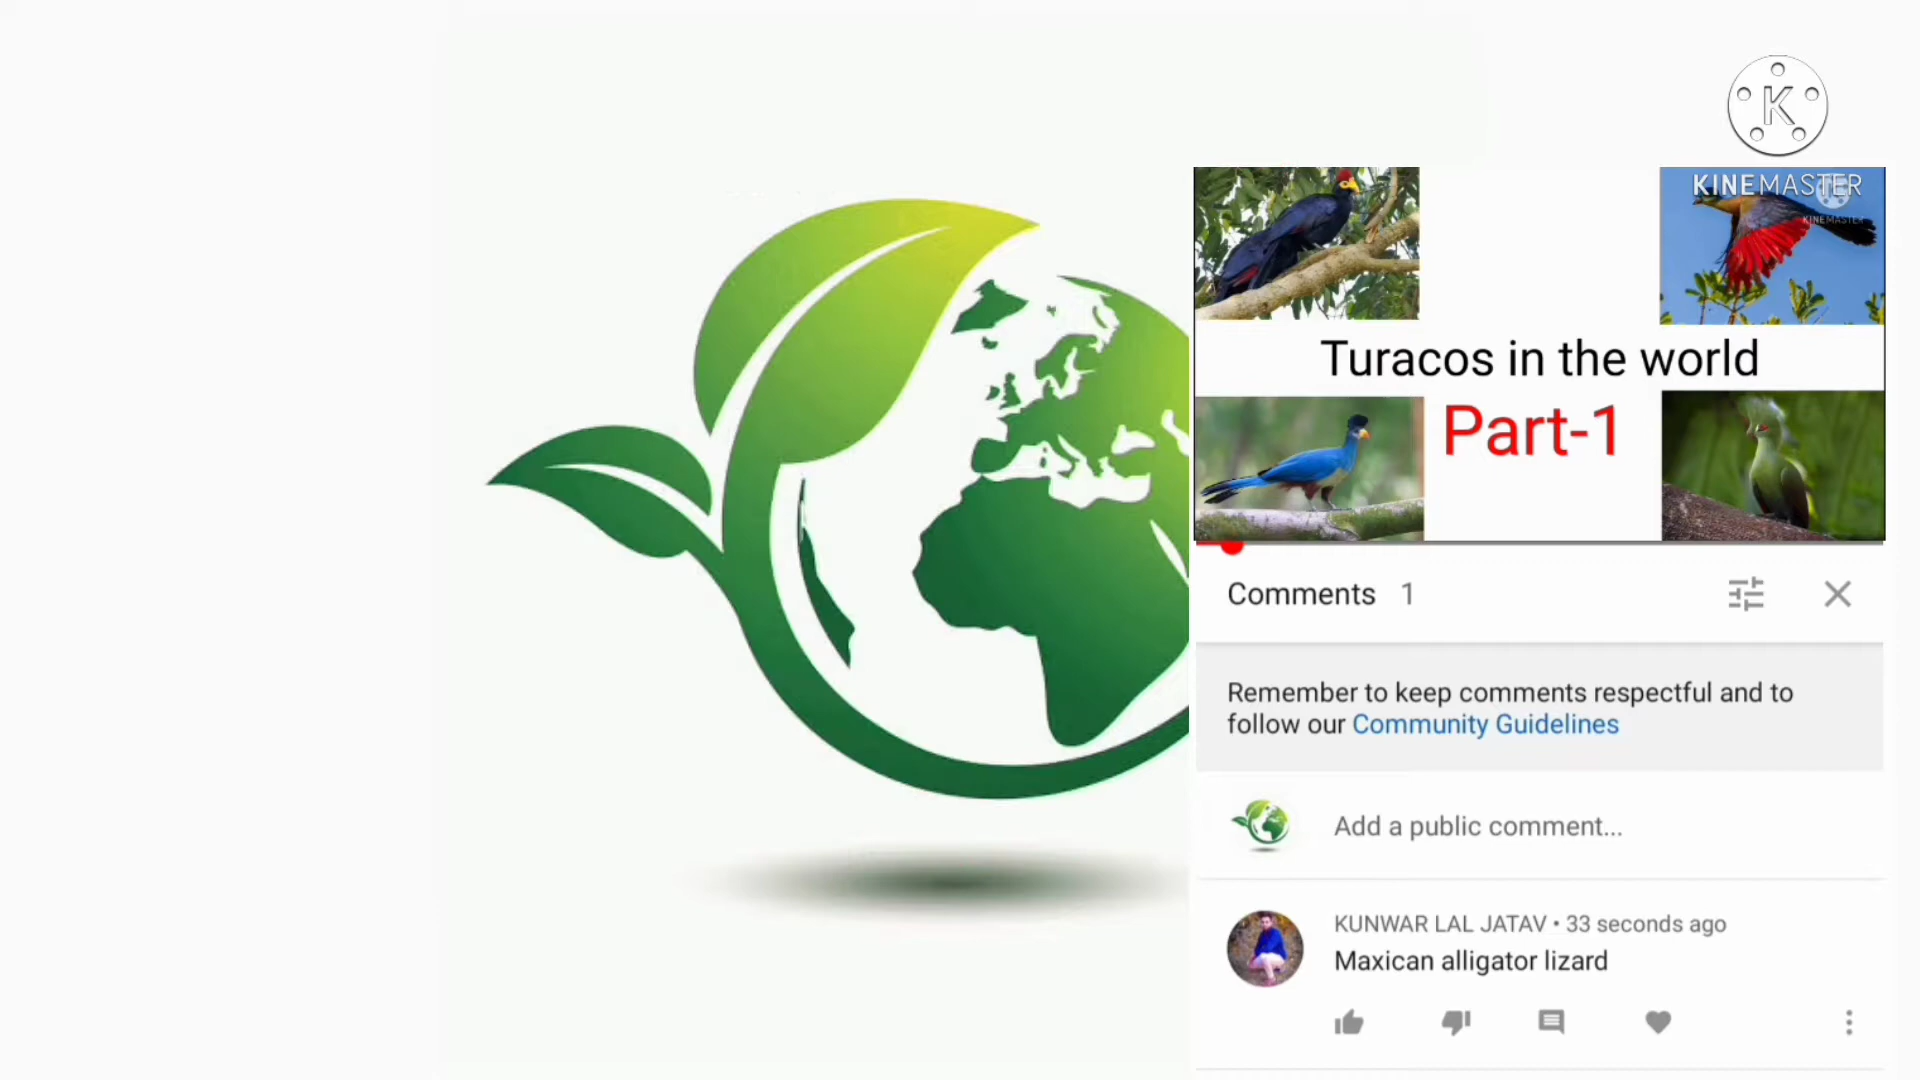 K
KINEMASTER
KINEMASTER
Turacos in the world
Part-1
Comments 1
Remember to keep comments respectful and to
follow our Community Guidelines
Add a public comment...
KUNWAR LAL JATAV • 33 seconds ago
Maxican alligator lizard